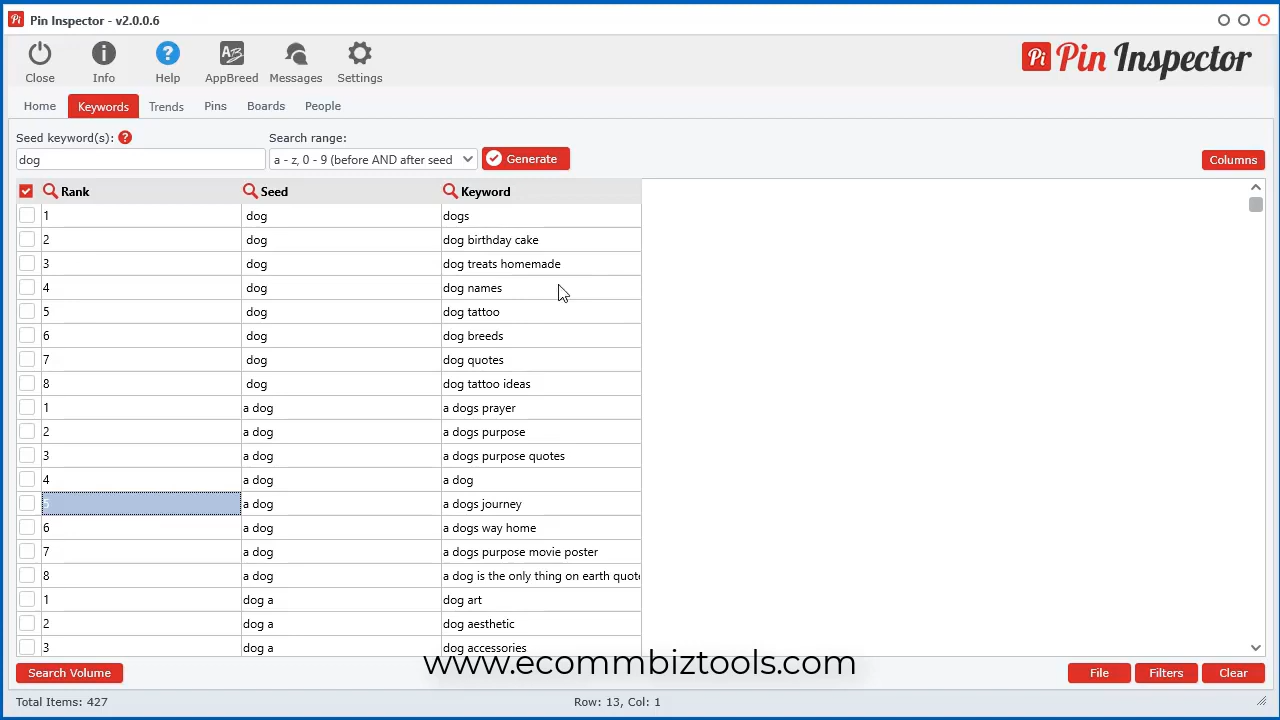 Pin Inspector - v2.0.0.6
Close Info Help AppBreed Messages Settings
Pi Pin Inspector
Home Keywords Trends Pins Boards People
Seed keyword(s): ? Search range:
dog a - z, 0 - 9 (before AND after seed Generate Columns
Rank Seed Keyword
1 dog dogs
2 dog dog birthday cake
3 dog dog treats homemade
4 dog dog names
5 dog dog tattoo
6 dog dog breeds
7 dog dog quotes
8 dog dog tattoo ideas
1 a dog a dogs prayer
2 a dog a dogs purpose
3 a dog a dogs purpose quotes
4 a dog a dog
5 a dog a dogs journey
6 a dog a dogs way home
7 a dog a dogs purpose movie poster
8 a dog a dog is the only thing on earth quot
1 dog a dog art
2 dog a dog aesthetic
3 dog a dog accessories
www.ecommbiztools.com
Search Volume File Filters Clear
Total Items: 427 Row: 13, Col: 1